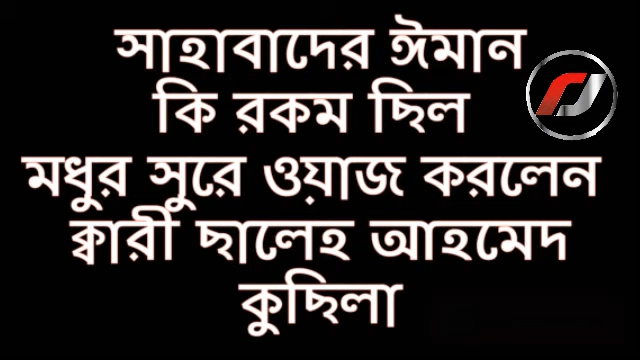 সাহাবাদের ঈমান
কি রকম ছিল
মধুর সুরে ওয়াজ করলেন
ক্বারী ছালেহ আহমেদ
কুছিলা